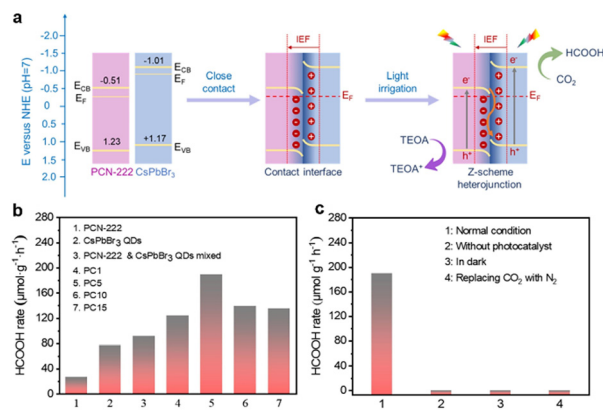 a
E versus NHE (pH=7)
-2.0
-1.5
-1.0
-0.5
0
0.5
1.0
1.5
2.0
-1.01
E_CB
E_F
-0.51
E_CB
E_F
1.23
+1.17
E_VB
E_VB
PCN-222
CsPbBr₃
Close
contact
IEF
E_F
Contact interface
Light
irrigation
TEOA
TEOA⁺
IEF
e⁻
e⁻
E_F
h⁺
h⁺
Z-scheme
heterojunction
HCOOH
CO₂
b
HCOOH rate (μmol·g⁻¹·h⁻¹)
280
240
200
160
120
80
40
0
1. PCN-222
2. CsPbBr₃ QDs
3. PCN-222 & CsPbBr₃ QDs mixed
4. PC1
5. PC5
6. PC10
7. PC15
1 2 3 4 5 6 7
c
HCOOH rate (μmol g⁻¹ h⁻¹)
280
240
200
160
120
80
40
0
1: Normal condition
2: Without photocatalyst
3: In dark
4: Replacing CO₂ with N₂
1 2 3 4